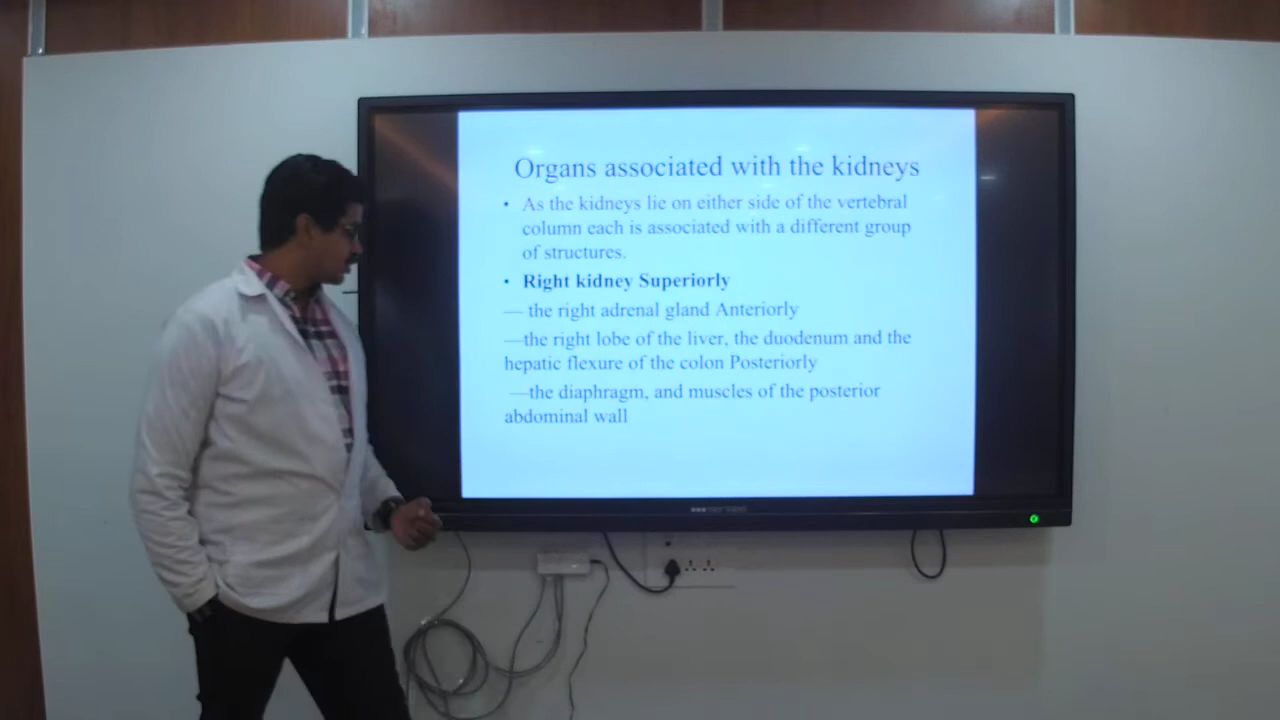 Organs associated with the kidneys
• As the kidneys lie on either side of the vertebral
column each is associated with a different group
of structures.
• Right kidney Superiorly
— the right adrenal gland Anteriorly
—the right lobe of the liver, the duodenum and the
hepatic flexure of the colon Posteriorly
—the diaphragm, and muscles of the posterior
abdominal wall